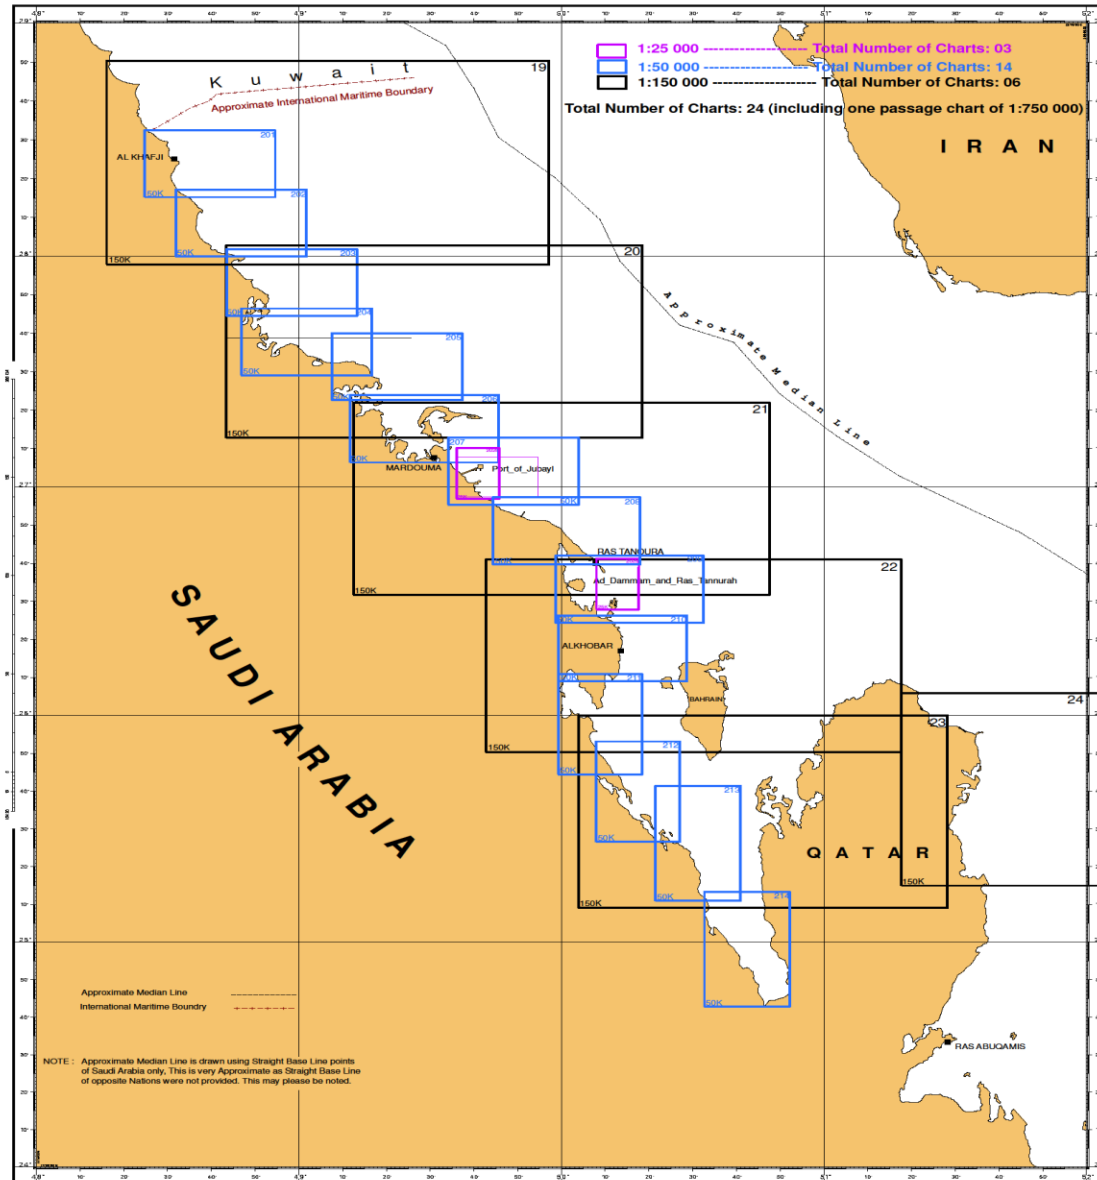 1:25 000 Total Number of Charts: 03
1:50 000 Total Number of Charts: 14
1:150 000 Total Number of Charts: 06
Total Number of Charts: 24 (including one passage chart of 1:750 000)
Kuwait
19
Approximate International Maritime Boundary
IRAN
201
AL KHAFJI
50K
202
50K
150K
20
203
50K
204
Approximate Median Line
205
50K
50K
206
21
150K
207
MARDOUMA
50K
Port_of_Jubayl
50K
208
RAS TANOURA
50K
22
Ad_Dammam_and_Ras_Tannurah
150K
50K
210
ALKHOBAR
50K
211
BAHRAIN
24
23
SAUDI ARABIA
212
150K
50K
213
50K
QATAR
50K
150K
150K
214
50K
Approximate Median Line
International Maritime Boundry
RAS ABUQAMIS
NOTE : Approximate Median Line is drawn using Straight Base Line points
of Saudi Arabia only, This is very Approximate as Straight Base Line
of opposite Nations were not provided. This may please be noted.